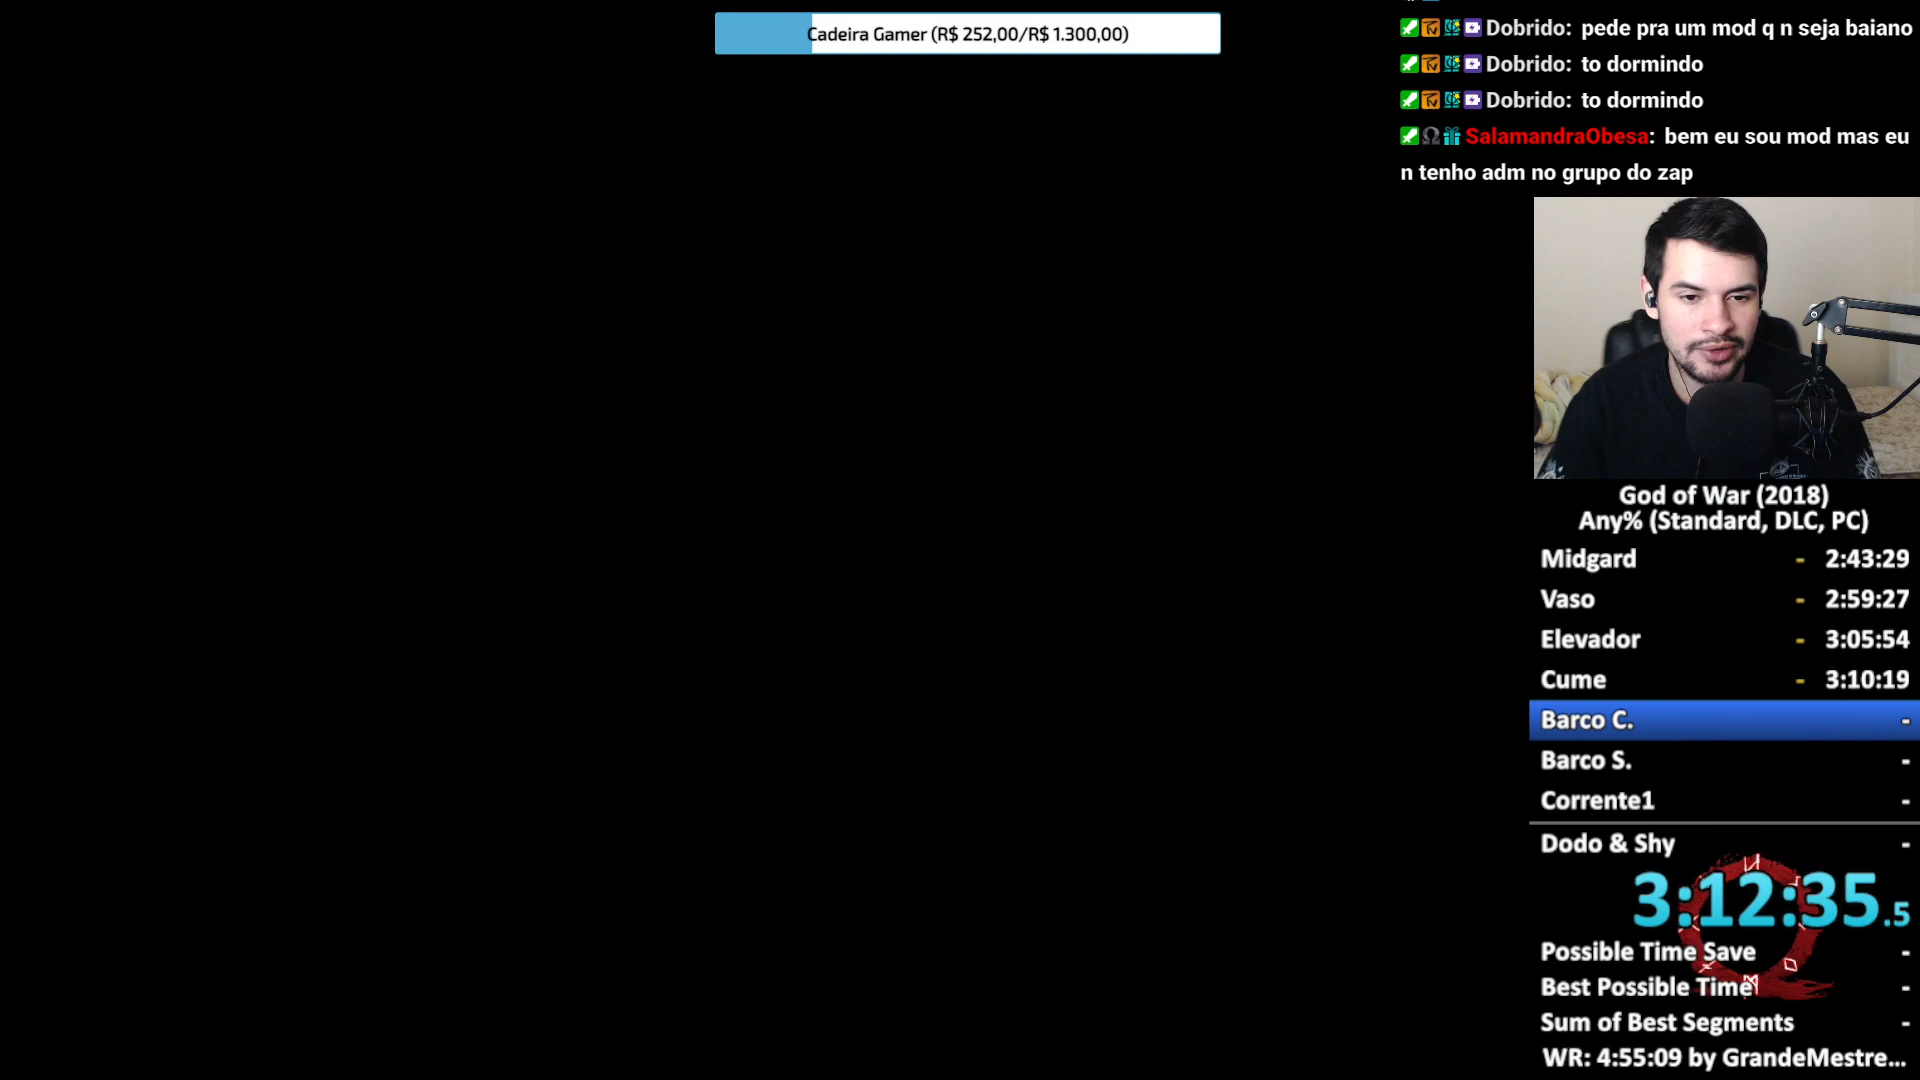 Cadeira Gamer (R$ 252,00/R$ 1.300,00)
Dobrido: pede pra um mod q n seja baiano
Dobrido: to dormindo
Dobrido: to dormindo
SalamandraObesa: bem eu sou mod mas eu
n tenho adm no grupo do zap
God of War (2018)
Any% (Standard, DLC, PC)
Midgard - 2:43:29
Vaso - 2:59:27
Elevador - 3:05:54
Cume - 3:10:19
Barco C. -
Barco S. -
Corrente1 -
Dodo & Shy -
3:12:35.5
Possible Time Save -
Best Possible Time -
Sum of Best Segments -
WR: 4:55:09 by GrandeMestre...